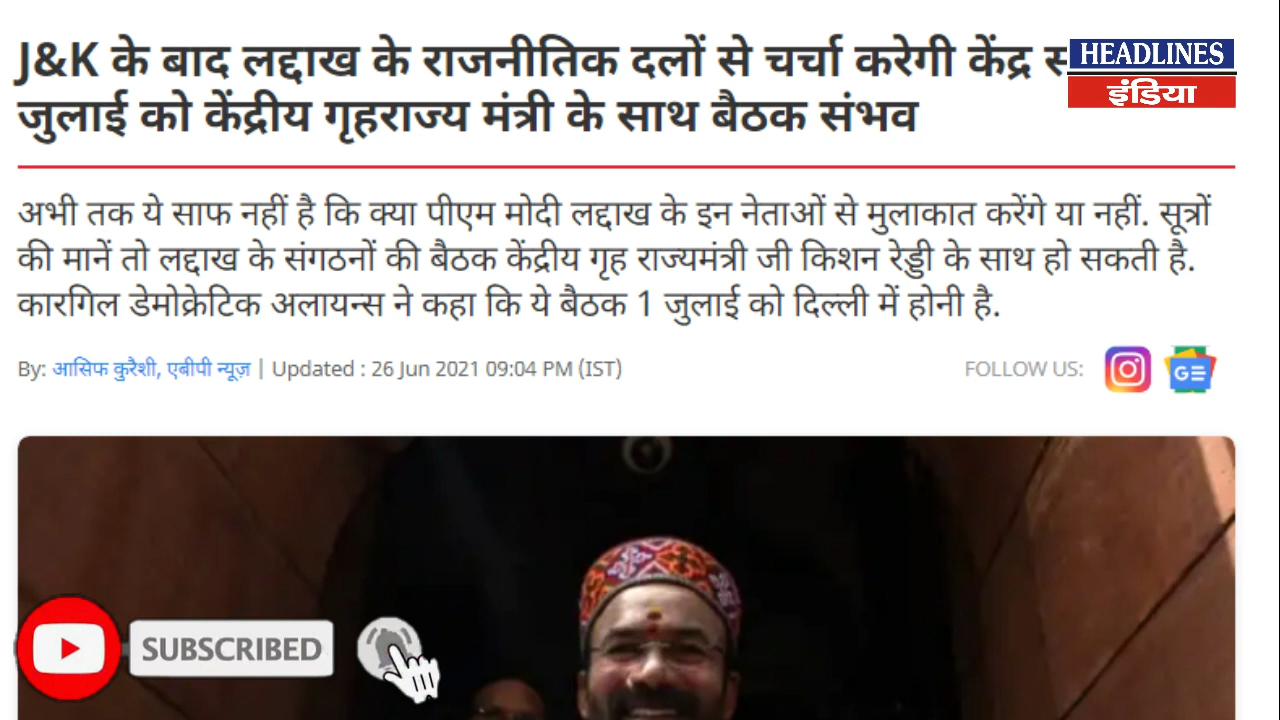 J&K के बाद लद्दाख के राजनीतिक दलों से चर्चा करेगी केंद्र
HEADLINES
इंडिया
जुलाई को केंद्रीय गृहराज्य मंत्री के साथ बैठक संभव
अभी तक ये साफ नहीं है कि क्या पीएम मोदी लद्दाख के इन नेताओं से मुलाकात करेंगे या नहीं. सूत्रों
की मानें तो लद्दाख के संगठनों की बैठक केंद्रीय गृह राज्यमंत्री जी किशन रेड्डी के साथ हो सकती है.
कारगिल डेमोक्रेटिक अलायन्स ने कहा कि ये बैठक 1 जुलाई को दिल्ली में होनी है.
By: आसिफ कुरैशी, एबीपी न्यूज़ | Updated : 26 Jun 2021 09:04 PM (IST)
FOLLOW US:
GE
SUBSCRIBED